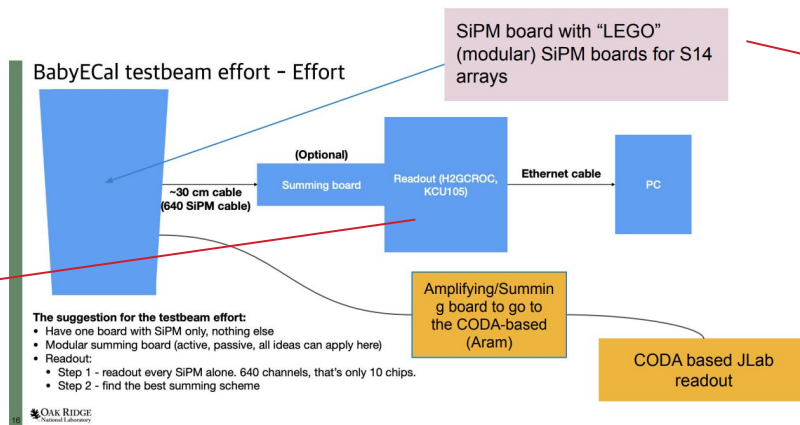 SiPM board with “LEGO”
(modular) SiPM boards for S14
arrays
BabyECal testbeam effort – Effort
(Optional)
~30 cm cable
(640 SiPM cable)
Summing board
Readout (H2GCROC,
KCU105)
Ethernet cable
PC
Amplifying/Summin
g board to go to
the CODA-based
(Aram)
CODA based JLab
readout
The suggestion for the testbeam effort:
• Have one board with SiPM only, nothing else
• Modular summing board (active, passive, all ideas can apply here)
• Readout:
• Step 1 - readout every SiPM alone. 640 channels, that's only 10 chips.
• Step 2 - find the best summing scheme
16
OAK RIDGE
National Laboratory